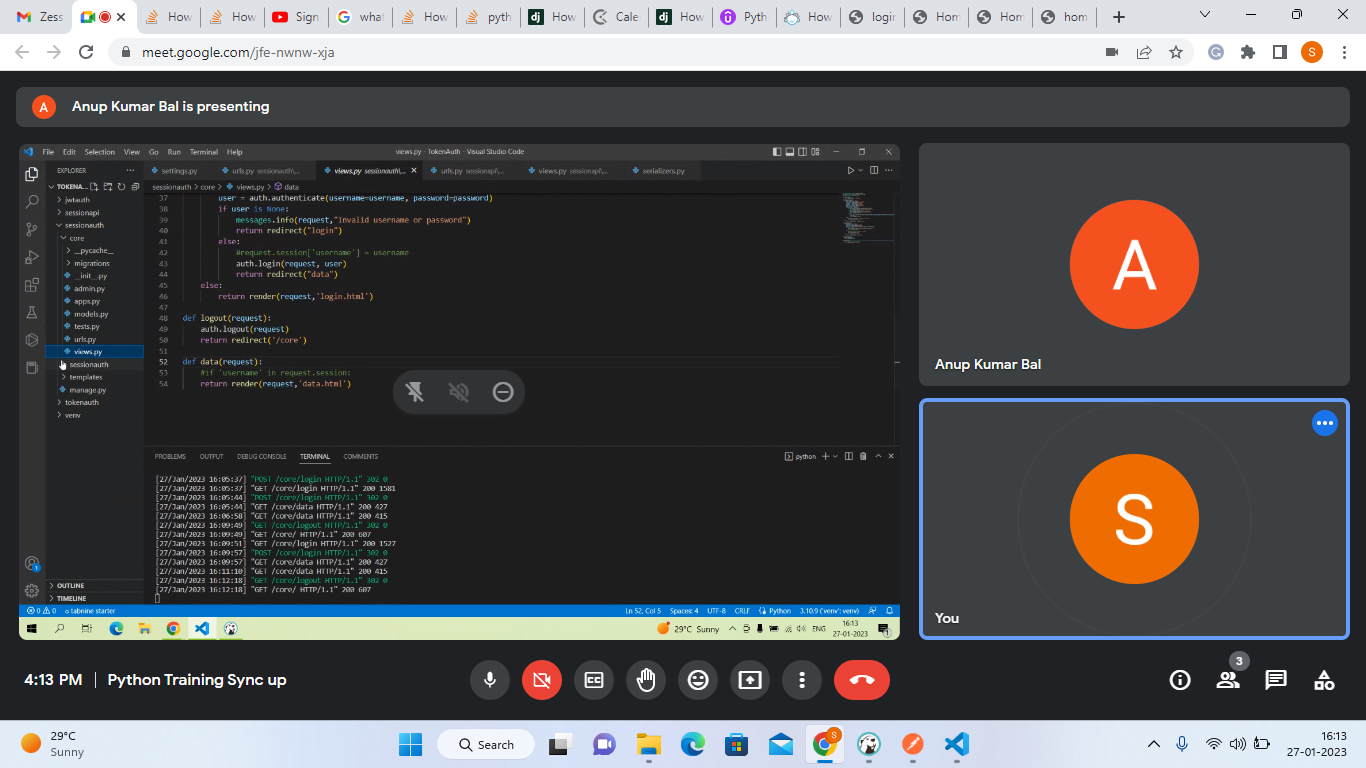 Zess
How
How
Sign
wha
How
pyth
How
Cale
How
Pyth
How
login
Hom
Hom
hom
meet.google.com/jfe-nwnw-xja
S
A
Anup Kumar Bal is presenting
File Edit Selection View Go Run Terminal Help
views.py - TokenAuth - Visual Studio Code
EXPLORER
settings.py
urls.py sessionauth\...
views.py sessionauth\...
urls.py sessionapi\...
views.py sessionapi\...
serializers.py
TOKENA...
sessionauth > core > views.py > data
jwtauth
sessionapi
sessionauth
core
__pycache__
migrations
__init__.py
admin.py
apps.py
models.py
tests.py
urls.py
views.py
sessionauth
templates
manage.py
tokenauth
venv
OUTLINE
TIMELINE
37 user = auth.authenticate(username=username, password=password)
38 if user is None:
39 messages.info(request,"Invalid username or password")
40 return redirect("login")
41 else:
42 #request.session['username'] = username
43 auth.login(request, user)
44 return redirect("data")
45 else:
46 return render(request,'login.html')
47
48 def logout(request):
49 auth.logout(request)
50 return redirect('/core')
51
52 def data(request):
53 #if 'username' in request.session:
54 return render(request,'data.html')
PROBLEMS OUTPUT DEBUG CONSOLE TERMINAL COMMENTS
python
[27/Jan/2023 16:05:37] "POST /core/login HTTP/1.1" 302 0
[27/Jan/2023 16:05:37] "GET /core/login HTTP/1.1" 200 1581
[27/Jan/2023 16:05:44] "POST /core/login HTTP/1.1" 302 0
[27/Jan/2023 16:05:44] "GET /core/data HTTP/1.1" 200 427
[27/Jan/2023 16:06:58] "GET /core/data HTTP/1.1" 200 415
[27/Jan/2023 16:09:49] "GET /core/logout HTTP/1.1" 302 0
[27/Jan/2023 16:09:49] "GET /core/ HTTP/1.1" 200 607
[27/Jan/2023 16:09:51] "GET /core/login HTTP/1.1" 200 1527
[27/Jan/2023 16:09:57] "POST /core/login HTTP/1.1" 302 0
[27/Jan/2023 16:09:57] "GET /core/data HTTP/1.1" 200 427
[27/Jan/2023 16:11:10] "GET /core/data HTTP/1.1" 200 415
[27/Jan/2023 16:12:18] "GET /core/logout HTTP/1.1" 302 0
[27/Jan/2023 16:12:18] "GET /core/ HTTP/1.1" 200 607
0 0 tabnine starter
Ln 52, Col 5 Spaces: 4 UTF-8 CRLF Python 3.10.9 ('venv': venv)
29°C Sunny
ENG
16:13
27-01-2023
A
Anup Kumar Bal
S
You
4:13 PM | Python Training Sync up
3
29°C
Sunny
Search
S
16:13
27-01-2023